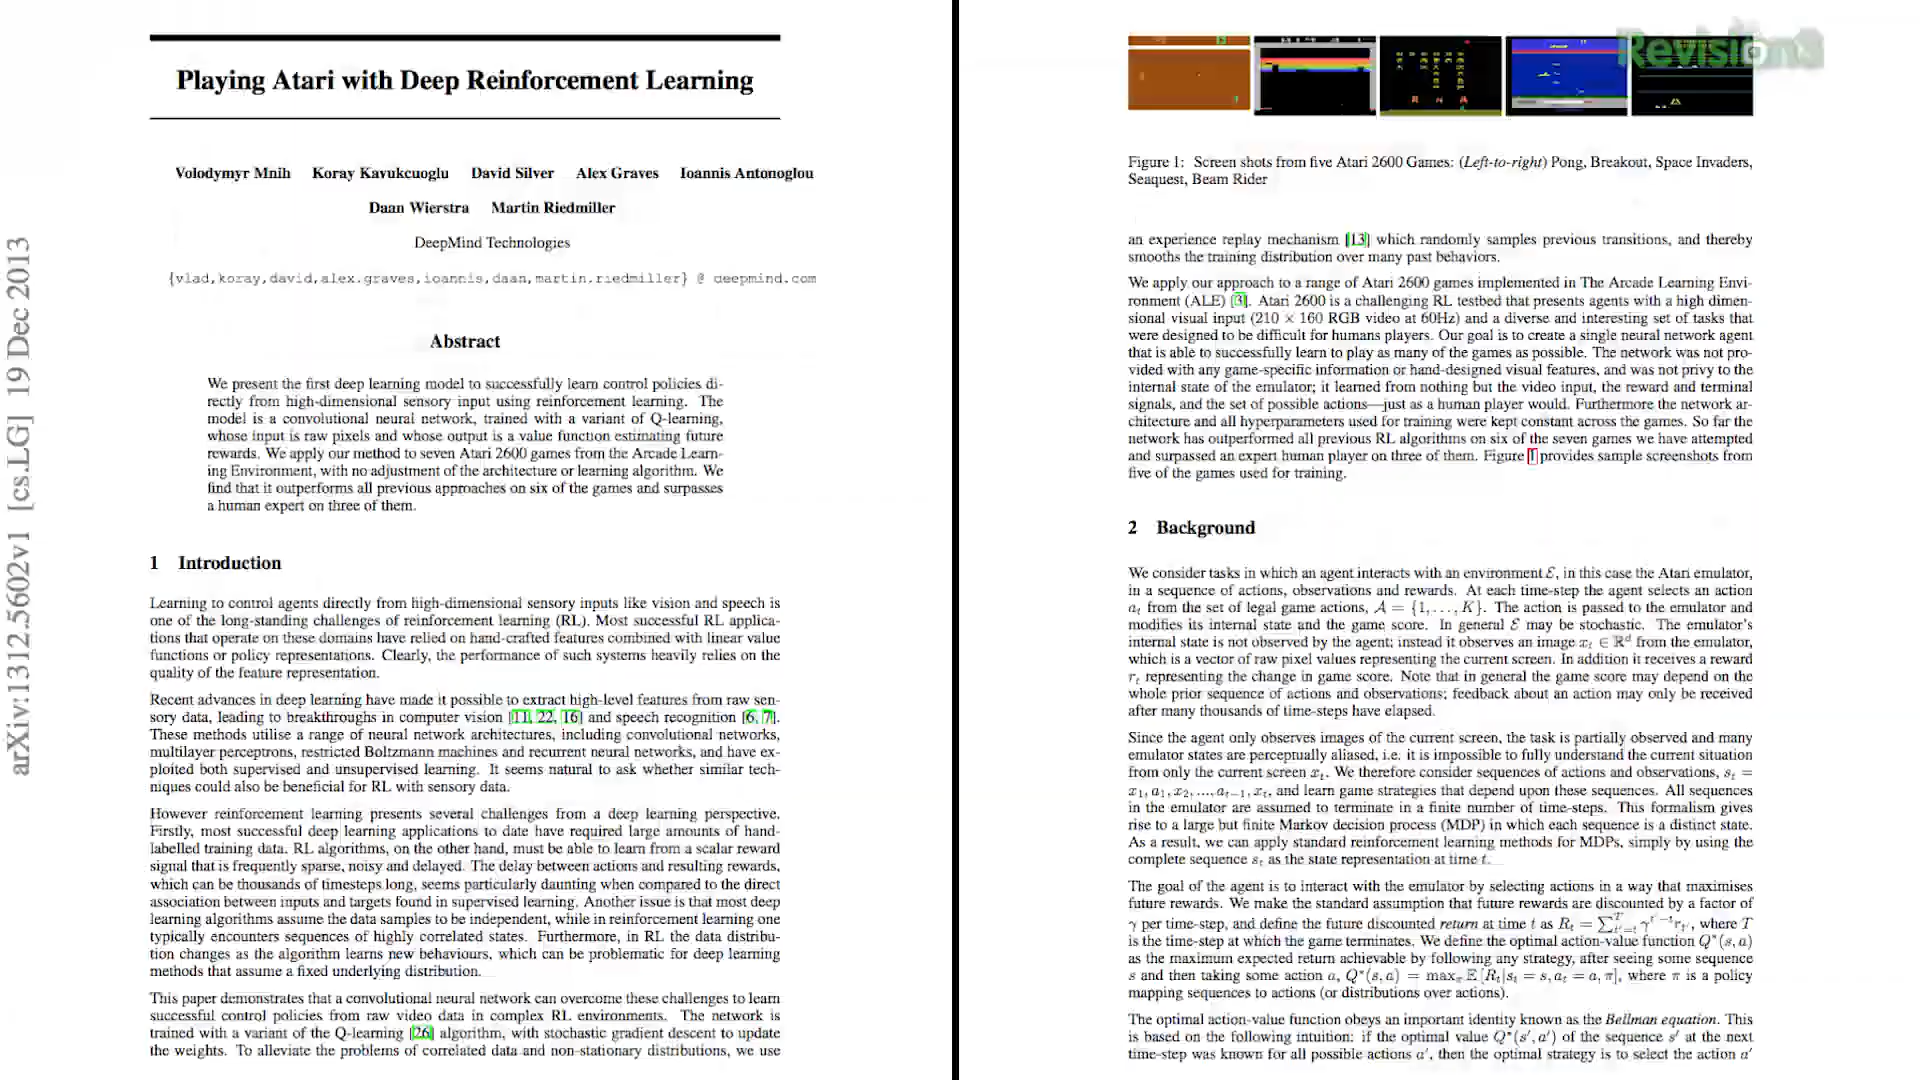 Playing Atari with Deep Reinforcement Learning
Volodymyr Mnih Koray Kavukcuoglu David Silver Alex Graves Ioannis Antonoglou
Daan Wierstra Martin Riedmiller
DeepMind Technologies
{vlad,koray,david,alex.graves,ioannis,daan,martin.riedmiller} @ deepmind.com
arXiv:1312.5602v1 [cs.LG] 19 Dec 2013
Abstract
We present the first deep learning model to successfully learn control policies di-
rectly from high-dimensional sensory input using reinforcement learning. The
model is a convolutional neural network, trained with a variant of Q-learning,
whose input is raw pixels and whose output is a value function estimating future
rewards. We apply our method to seven Atari 2600 games from the Arcade Learn-
ing Environment, with no adjustment of the architecture or learning algorithm. We
find that it outperforms all previous approaches on six of the games and surpasses
a human expert on three of them.
1 Introduction
Learning to control agents directly from high-dimensional sensory inputs like vision and speech is
one of the long-standing challenges of reinforcement learning (RL). Most successful RL applica-
tions that operate on these domains have relied on hand-crafted features combined with linear value
functions or policy representations. Clearly, the performance of such systems heavily relies on the
quality of the feature representation.
Recent advances in deep learning have made it possible to extract high-level features from raw sen-
sory data, leading to breakthroughs in computer vision [11, 22, 16] and speech recognition [6, 7].
These methods utilise a range of neural network architectures, including convolutional networks,
multilayer perceptrons, restricted Boltzmann machines and recurrent neural networks, and have ex-
ploited both supervised and unsupervised learning. It seems natural to ask whether similar tech-
niques could also be beneficial for RL with sensory data.
However reinforcement learning presents several challenges from a deep learning perspective.
Firstly, most successful deep learning applications to date have required large amounts of hand-
labelled training data. RL algorithms, on the other hand, must be able to learn from a scalar reward
signal that is frequently sparse, noisy and delayed. The delay between actions and resulting rewards,
which can be thousands of timesteps long, seems particularly daunting when compared to the direct
association between inputs and targets found in supervised learning. Another issue is that most deep
learning algorithms assume the data samples to be independent, while in reinforcement learning one
typically encounters sequences of highly correlated states. Furthermore, in RL the data distribu-
tion changes as the algorithm learns new behaviours, which can be problematic for deep learning
methods that assume a fixed underlying distribution.
This paper demonstrates that a convolutional neural network can overcome these challenges to learn
successful control policies from raw video data in complex RL environments. The network is
trained with a variant of the Q-learning [26] algorithm, with stochastic gradient descent to update
the weights. To alleviate the problems of correlated data and non-stationary distributions, we use
Revision3
Figure 1: Screen shots from five Atari 2600 Games: (Left-to-right) Pong, Breakout, Space Invaders,
Seaquest, Beam Rider
an experience replay mechanism [13] which randomly samples previous transitions, and thereby
smooths the training distribution over many past behaviors.
We apply our approach to a range of Atari 2600 games implemented in The Arcade Learning Envi-
ronment (ALE) [3]. Atari 2600 is a challenging RL testbed that presents agents with a high dimen-
sional visual input (210 × 160 RGB video at 60Hz) and a diverse and interesting set of tasks that
were designed to be difficult for humans players. Our goal is to create a single neural network agent
that is able to successfully learn to play as many of the games as possible. The network was not pro-
vided with any game-specific information or hand-designed visual features, and was not privy to the
internal state of the emulator; it learned from nothing but the video input, the reward and terminal
signals, and the set of possible actions—just as a human player would. Furthermore the network ar-
chitecture and all hyperparameters used for training were kept constant across the games. So far the
network has outperformed all previous RL algorithms on six of the seven games we have attempted
and surpassed an expert human player on three of them. Figure 1 provides sample screenshots from
five of the games used for training.
2 Background
We consider tasks in which an agent interacts with an environment ℰ, in this case the Atari emulator,
in a sequence of actions, observations and rewards. At each time-step the agent selects an action
aₜ from the set of legal game actions, 𝒜 = {1, . . . , K}. The action is passed to the emulator and
modifies its internal state and the game score. In general ℰ may be stochastic. The emulator's
internal state is not observed by the agent; instead it observes an image xₜ ∈ ℝᵈ from the emulator,
which is a vector of raw pixel values representing the current screen. In addition it receives a reward
rₜ representing the change in game score. Note that in general the game score may depend on the
whole prior sequence of actions and observations; feedback about an action may only be received
after many thousands of time-steps have elapsed.
Since the agent only observes images of the current screen, the task is partially observed and many
emulator states are perceptually aliased, i.e. it is impossible to fully understand the current situation
from only the current screen xₜ. We therefore consider sequences of actions and observations, sₜ =
x₁, a₁, x₂, ..., aₜ₋₁, xₜ, and learn game strategies that depend upon these sequences. All sequences
in the emulator are assumed to terminate in a finite number of time-steps. This formalism gives
rise to a large but finite Markov decision process (MDP) in which each sequence is a distinct state.
As a result, we can apply standard reinforcement learning methods for MDPs, simply by using the
complete sequence sₜ as the state representation at time t.
The goal of the agent is to interact with the emulator by selecting actions in a way that maximises
future rewards. We make the standard assumption that future rewards are discounted by a factor of
γ per time-step, and define the future discounted return at time t as Rₜ = ∑ᵀₜ'₌ₜ γᵗ'⁻ᵗrₜ', where T
is the time-step at which the game terminates. We define the optimal action-value function Q*(s, a)
as the maximum expected return achievable by following any strategy, after seeing some sequence
s and then taking some action a, Q*(s, a) = maxπ 𝔼 [Rₜ|sₜ = s, aₜ = a, π], where π is a policy
mapping sequences to actions (or distributions over actions).
The optimal action-value function obeys an important identity known as the Bellman equation. This
is based on the following intuition: if the optimal value Q*(s', a') of the sequence s' at the next
time-step was known for all possible actions a', then the optimal strategy is to select the action a'